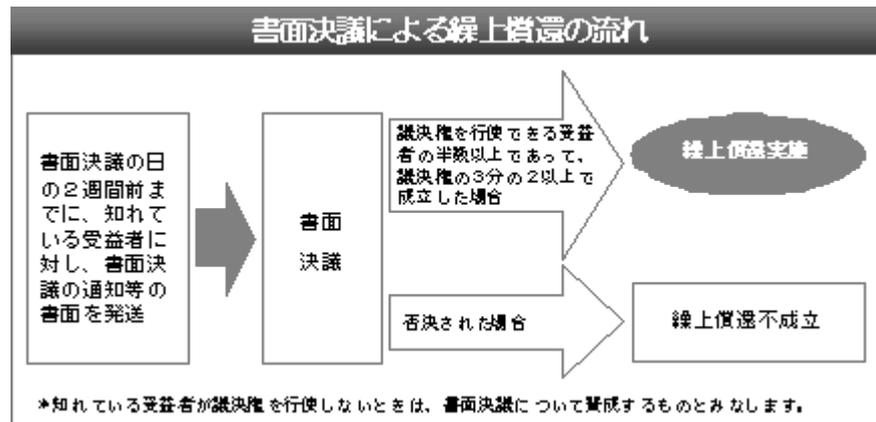 書面決議による繰上償還の流れ
書面決議の日
の2週間前ま
でに、知れて
いる受益者に
対し、書面決
議の通知等の
書面を発送
書面
決議
議決権を行使できる受益
者の半数以上であって、
議決権の3分の2以上で
成立した場合
繰上償還実施
否決された場合
繰上償還不成立
*知れている受益者が議決権を行使しないときは、書面決議について賛成するものとみなします。